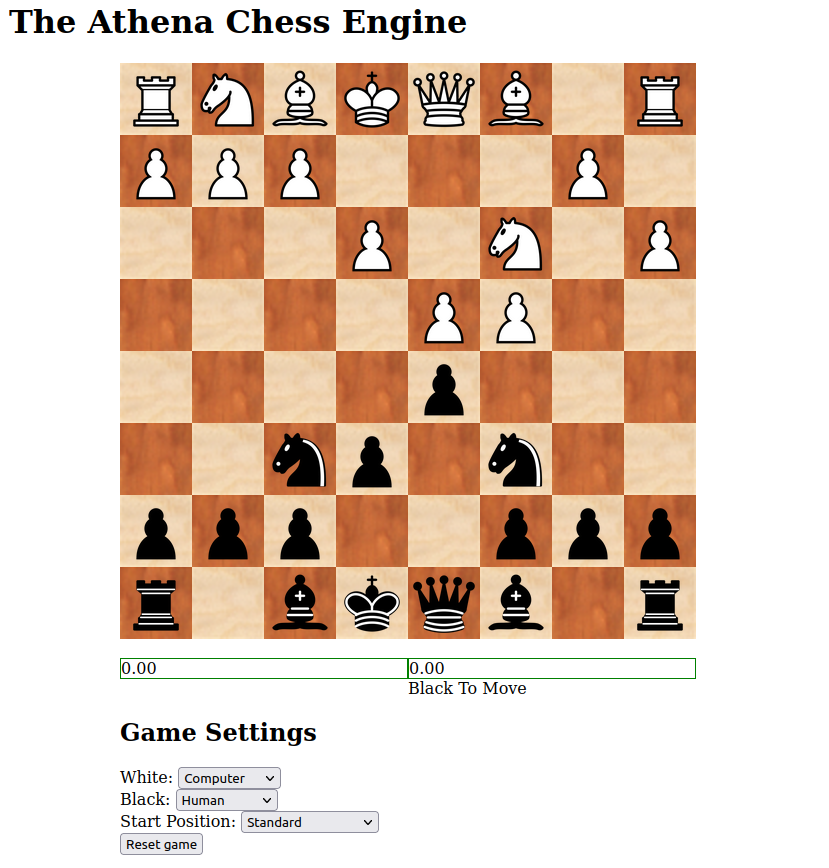 The Athena Chess Engine
0.00 0.00
Black To Move
Game Settings
White: Computer
Black: Human
Start Position: Standard
Reset game